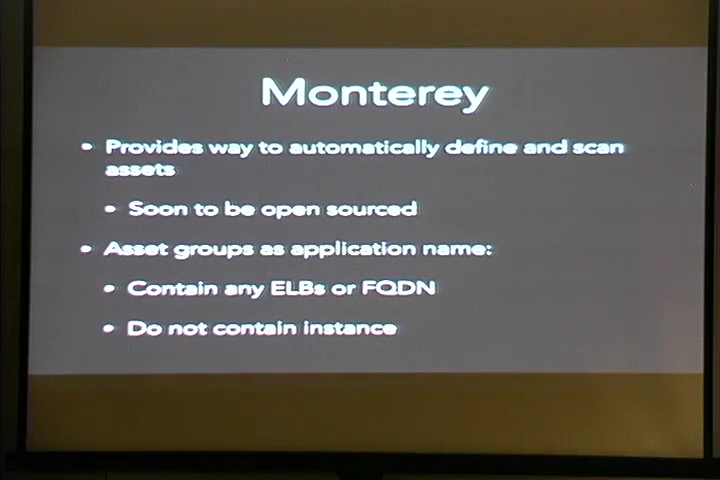 Monterey
• Provides way to automatically define and scan
assets
• Soon to be open sourced
• Asset groups as application name:
• Contain any ELBs or FQDN
• Do not contain instance